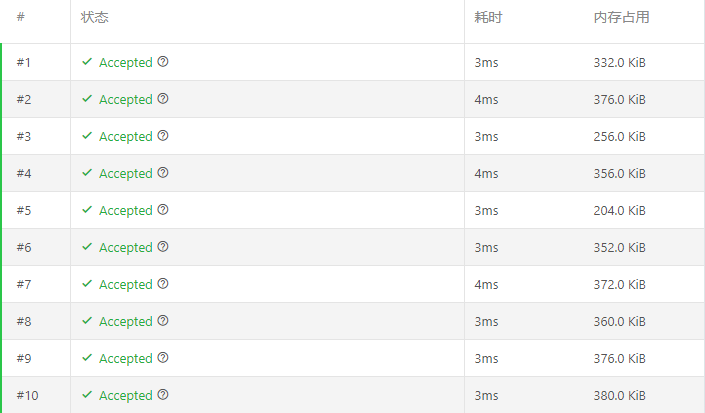 # 状态 耗时 内存占用
#1 Accepted 3ms 332.0 KiB
#2 Accepted 4ms 376.0 KiB
#3 Accepted 3ms 256.0 KiB
#4 Accepted 4ms 356.0 KiB
#5 Accepted 3ms 204.0 KiB
#6 Accepted 3ms 352.0 KiB
#7 Accepted 4ms 372.0 KiB
#8 Accepted 3ms 360.0 KiB
#9 Accepted 3ms 376.0 KiB
#10 Accepted 3ms 380.0 KiB